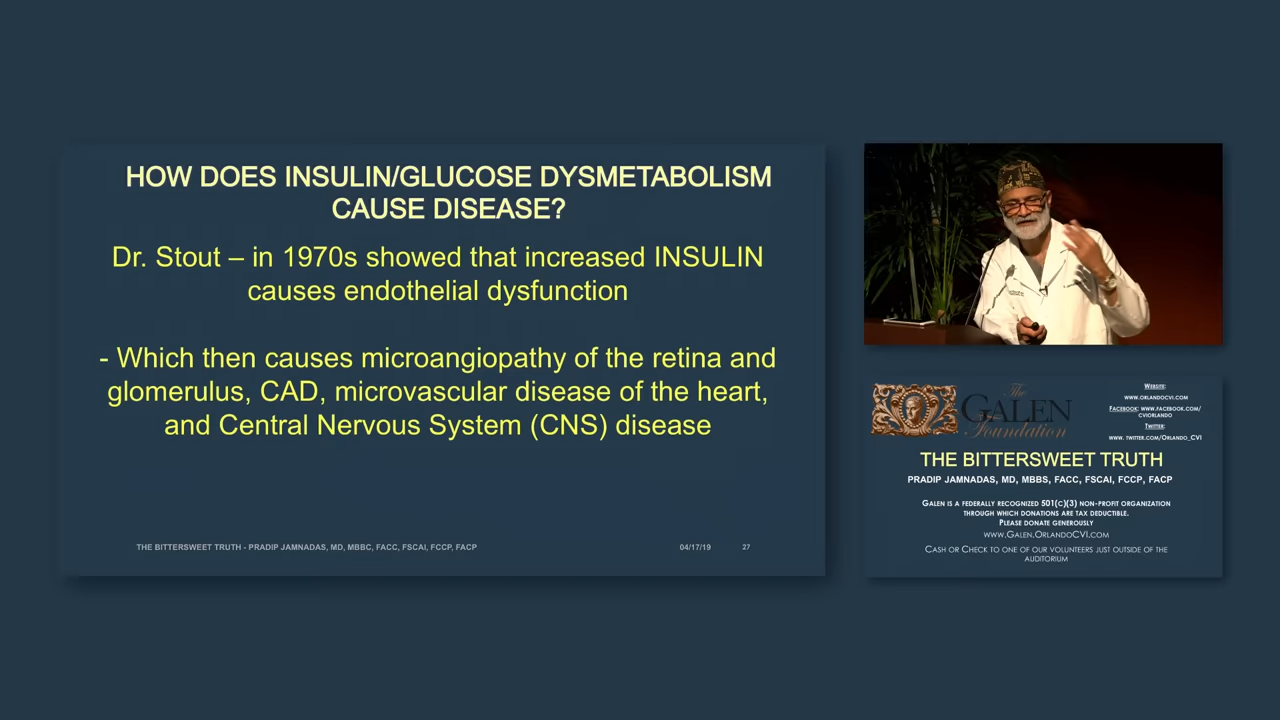 HOW DOES INSULIN/GLUCOSE DYSMETABOLISM
CAUSE DISEASE?
Dr. Stout – in 1970s showed that increased INSULIN
causes endothelial dysfunction
- Which then causes microangiopathy of the retina and
glomerulus, CAD, microvascular disease of the heart,
and Central Nervous System (CNS) disease
THE BITTERSWEET TRUTH - PRADIP JAMNADAS, MD, MBBC, FACC, FSCAI, FCCP, FACP
04/17/19
27
The
GALEN
Foundation
WEBSITE:
WWW.ORLANDOCVI.COM
FACEBOOK: WWW.FACEBOOK.COM/
CVIORLANDO
TWITTER:
WWW. TWITTER.COM/ORLANDO_CVI
THE BITTERSWEET TRUTH
PRADIP JAMNADAS, MD, MBBS, FACC, FSCAI, FCCP, FACP
GALEN IS A FEDERALLY RECOGNIZED 501(C)(3) NON-PROFIT ORGANIZATION
THROUGH WHICH DONATIONS ARE TAX DEDUCTIBLE.
PLEASE DONATE GENEROUSLY
WWW.GALEN.ORLANDOCVI.COM
CASH OR CHECK TO ONE OF OUR VOLUNTEERS JUST OUTSIDE OF THE
AUDITORIUM